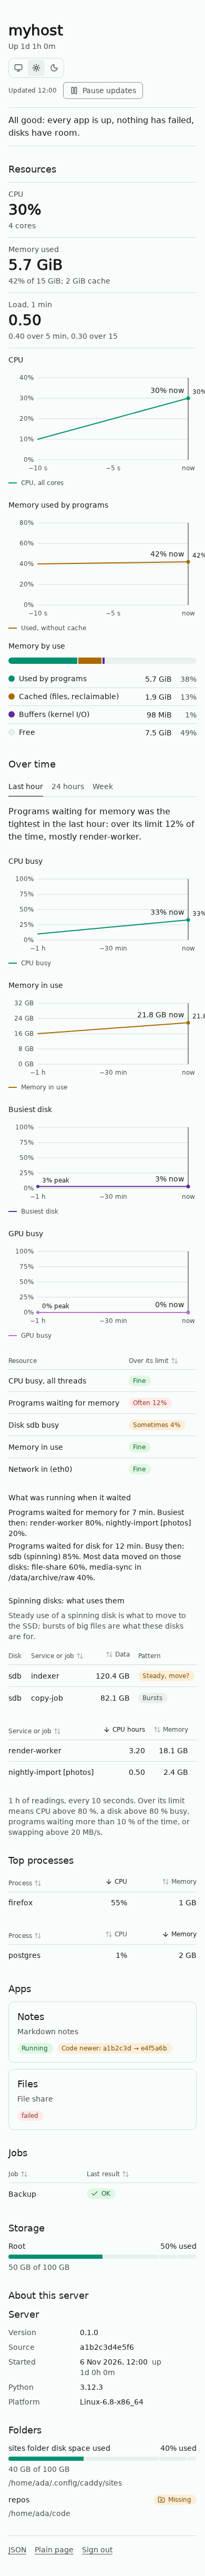 myhost
Up 1d 1h 0m
Updated 12:00
Pause updates
All good: every app is up, nothing has failed,
disks have room.
Resources
CPU
30%
4 cores
Memory used
5.7 GiB
42% of 15 GiB; 2 GiB cache
Load, 1 min
0.50
0.40 over 5 min, 0.30 over 15
CPU
40%
30% now
30%
30%
20%
10%
0%
−10 s
−5 s
now
CPU, all cores
Memory used by programs
80%
60%
42% now
42%
40%
20%
0%
−10 s
−5 s
now
Used, without cache
Memory by use
Used by programs 5.7 GiB 38%
Cached (files, reclaimable) 1.9 GiB 13%
Buffers (kernel I/O) 98 MiB 1%
Free 7.5 GiB 49%
Over time
Last hour 24 hours Week
Programs waiting for memory was the
tightest in the last hour: over its limit 12% of
the time, mostly render-worker.
CPU busy
100%
75%
50%
33% now
33%
25%
0%
−1 h
−30 min
now
CPU busy
Memory in use
32 GB
24 GB
21.8 GB now
21.8
16 GB
8 GB
0 GB
−1 h
−30 min
now
Memory in use
Busiest disk
100%
75%
50%
25%
3% peak
3% now
0%
−1 h
−30 min
now
Busiest disk
GPU busy
100%
75%
50%
25%
0% peak
0% now
0%
−1 h
−30 min
now
GPU busy
Resource Over its limit
CPU busy, all threads Fine
Programs waiting for memory Often 12%
Disk sdb busy Sometimes 4%
Memory in use Fine
Network in (eth0) Fine
What was running when it waited
Programs waited for memory for 7 min. Busiest
then: render-worker 80%, nightly-import [photos]
20%.
Programs waited for disk for 12 min. Busy then:
sdb (spinning) 85%. Most data moved on those
disks: file-share 60%, media-sync in
/data/archive/raw 40%.
Spinning disks: what uses them
Steady use of a spinning disk is what to move to
the SSD; bursts of big files are what these disks
are for.
Disk Service or job Data Pattern
sdb indexer 120.4 GB Steady, move?
sdb copy-job 82.1 GB Bursts
Service or job CPU hours Memory
render-worker 3.20 18.1 GB
nightly-import [photos] 0.50 2.4 GB
1 h of readings, every 10 seconds. Over its limit
means CPU above 80 %, a disk above 80 % busy,
programs waiting more than 10 % of the time, or
swapping above 20 MB/s.
Top processes
Process CPU Memory
firefox 55% 1 GB
Process CPU Memory
postgres 1% 2 GB
Apps
Notes
Markdown notes
Running Code newer: a1b2c3d → e4f5a6b
Files
File share
failed
Jobs
Job Last result
Backup OK
Storage
Root 50% used
50 GB of 100 GB
About this server
Server
Version 0.1.0
Source a1b2c3d4e5f6
Started 6 Nov 2026, 12:00 up
1d 0h 0m
Python 3.12.3
Platform Linux-6.8-x86_64
Folders
sites folder disk space used 40% used
40 GB of 100 GB
/home/ada/.config/caddy/sites
repos Missing
/home/ada/code
JSON Plain page Sign out